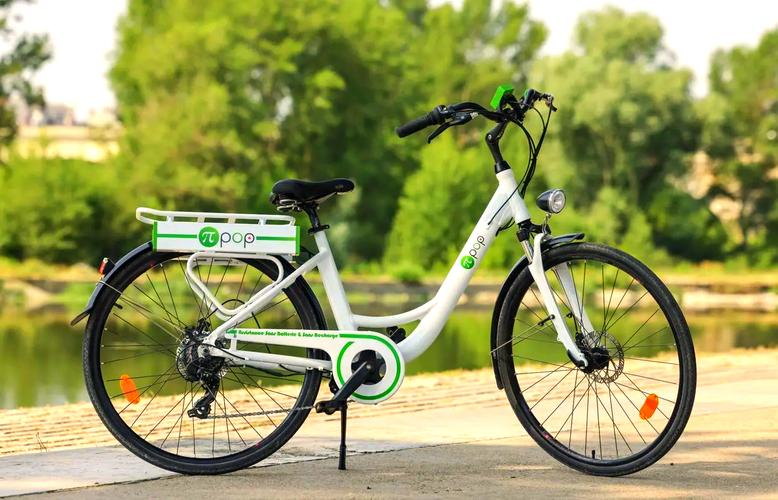 π pop
π pop
Assistance Sans Batterie & Sans Recharge